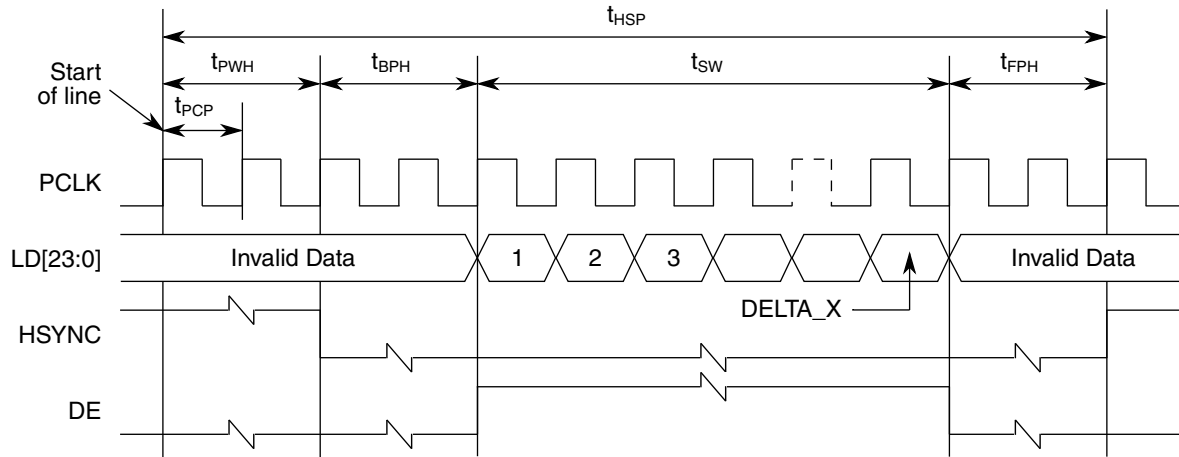 tHSP
tPWH tBPH tSW tFPH
Start
of line
tPCP
PCLK
LD[23:0] Invalid Data 1 2 3 Invalid Data
DELTA_X
HSYNC
DE